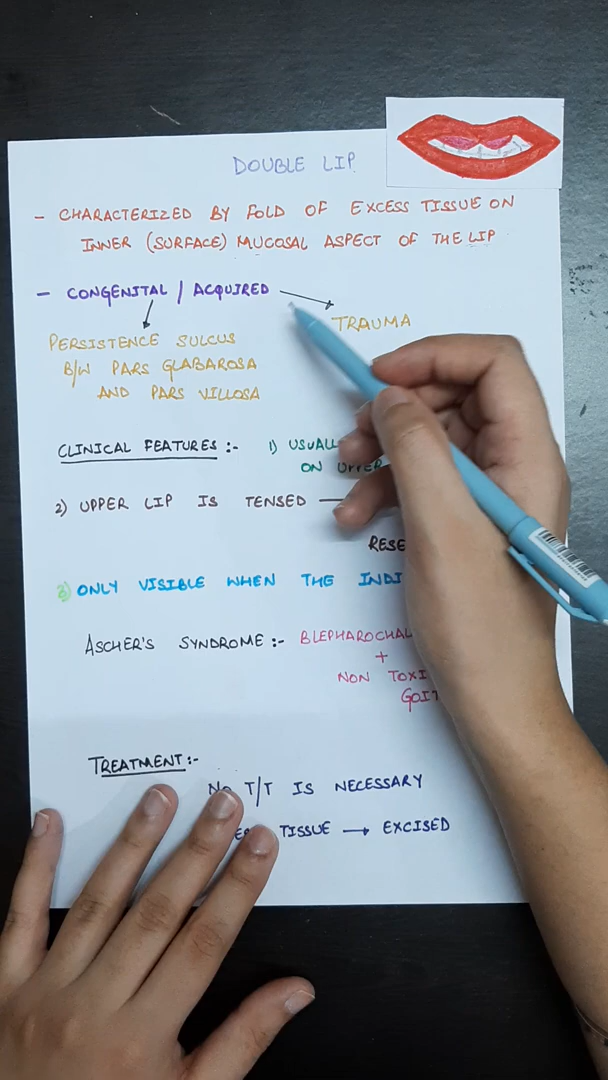 DOUBLE LIP
- CHARACTERIZED BY FOLD OF EXCESS TISSUE ON
INNER (SURFACE) MUCOSAL ASPECT OF THE LIP
- CONGENITAL / ACQUIRED
TRAUMA
PERSISTENCE SULCUS
B/W PARS GLABAROSA
AND PARS VILLOSA
CLINICAL FEATURES :- 1) USUALL
ON UPPER
2) UPPER LIP IS TENSED —
RESE
3) ONLY VISIBLE WHEN THE INDI
ASCHER'S SYNDROME :- BLEPHAROCHAL
+
NON TOXI
GOIT
TREATMENT :-
NO T/T IS NECESSARY
TISSUE → EXCISED